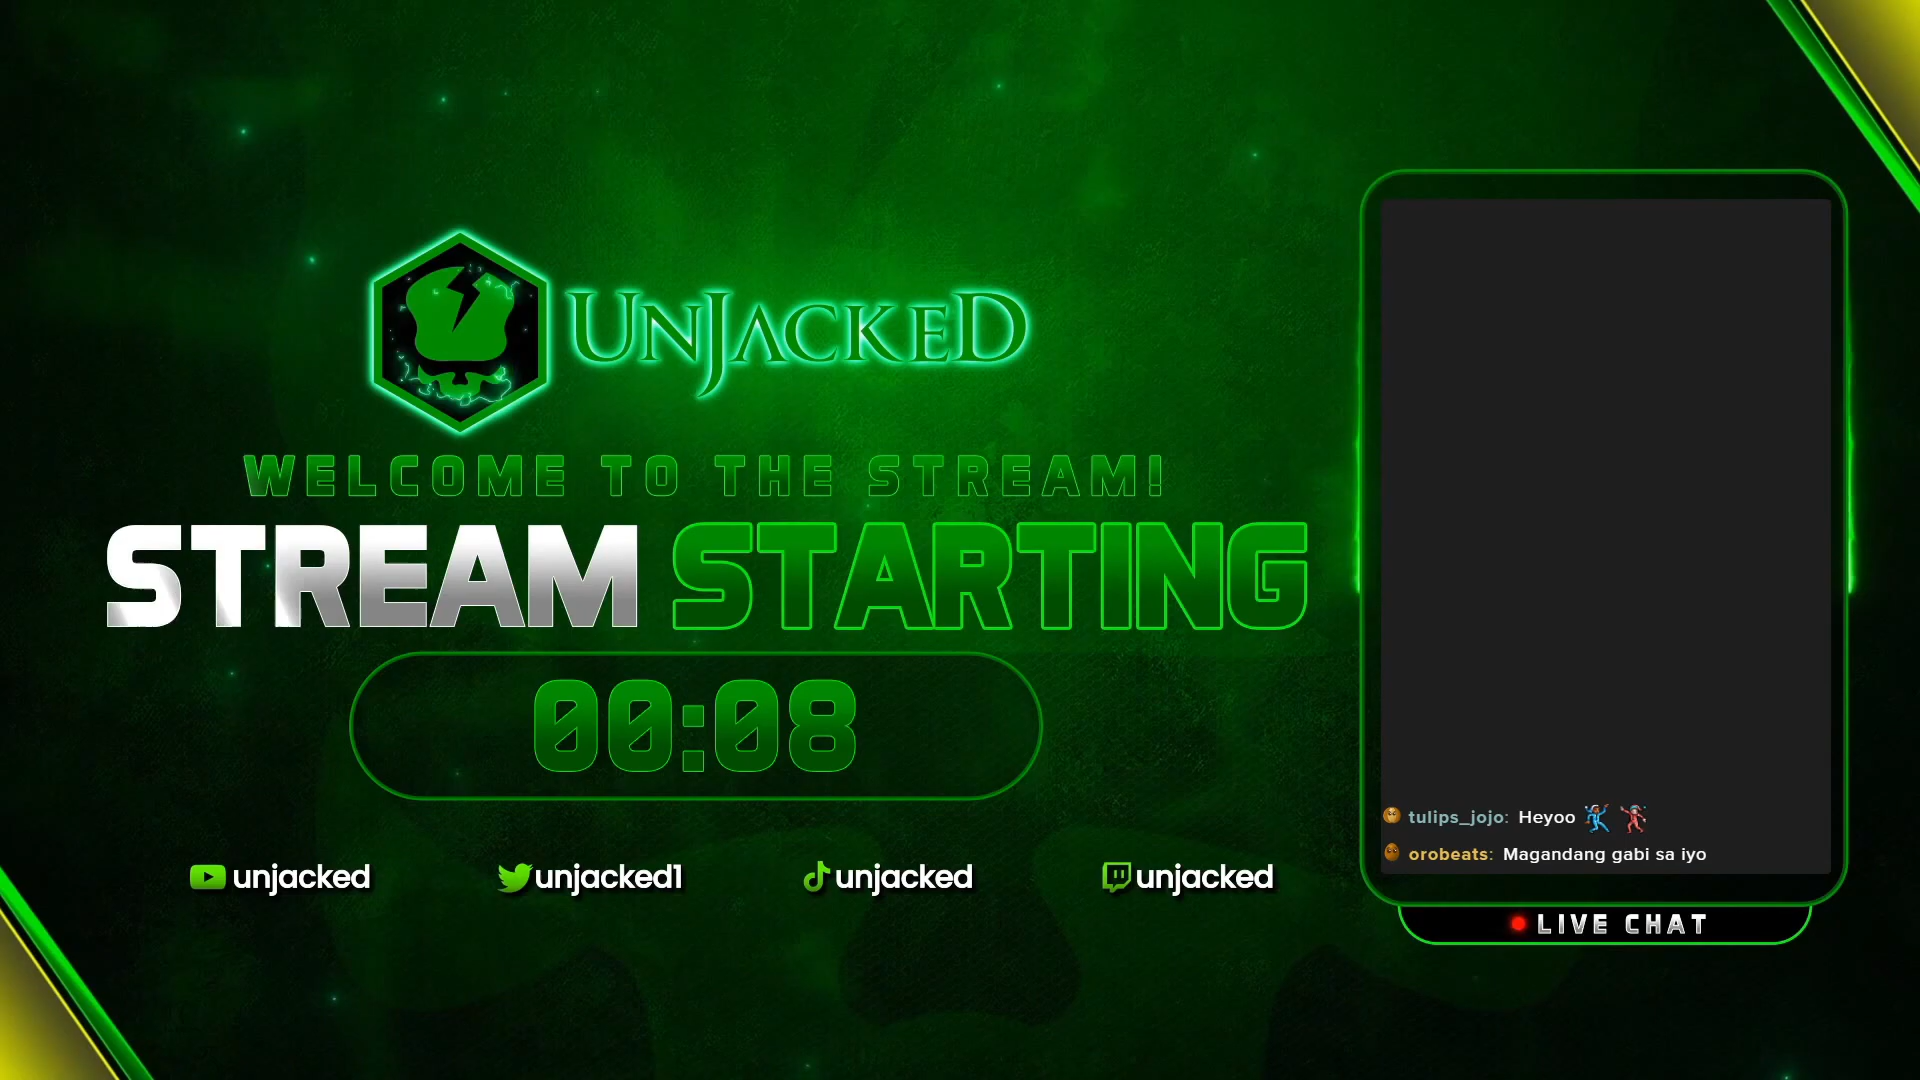 UNJACKED
WELCOME TO THE STREAM!
STREAM STARTING
00:08
unjacked
unjacked1
unjacked
unjacked
tulips_jojo: Heyoo
orobeats: Magandang gabi sa iyo
LIVE CHAT